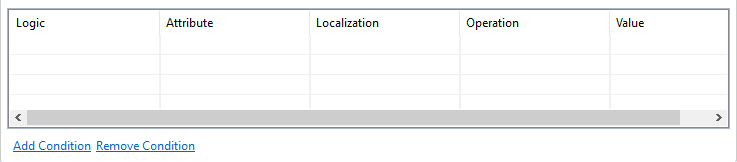 Logic Attribute Localization Operation Value
Add Condition Remove Condition